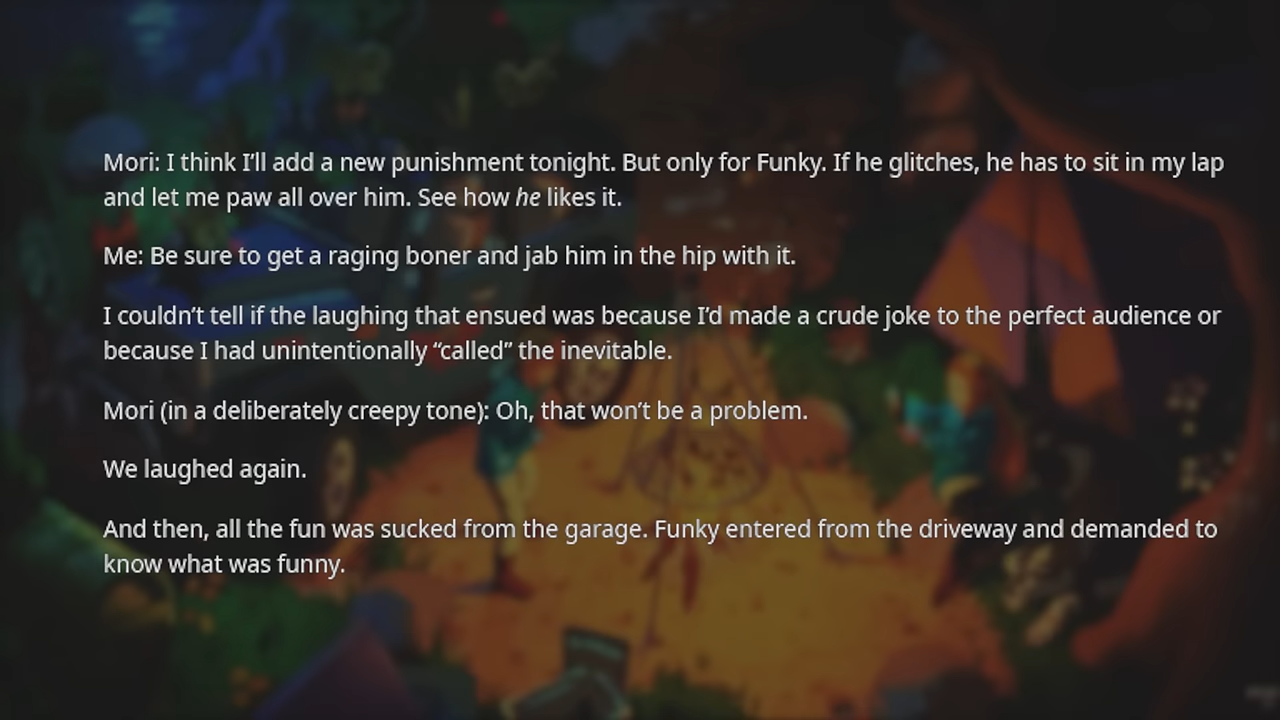 Mori: I think I’ll add a new punishment tonight. But only for Funky. If he glitches, he has to sit in my lap
and let me paw all over him. See how he likes it.
Me: Be sure to get a raging boner and jab him in the hip with it.
I couldn’t tell if the laughing that ensued was because I’d made a crude joke to the perfect audience or
because I had unintentionally “called” the inevitable.
Mori (in a deliberately creepy tone): Oh, that won’t be a problem.
We laughed again.
And then, all the fun was sucked from the garage. Funky entered from the driveway and demanded to
know what was funny.